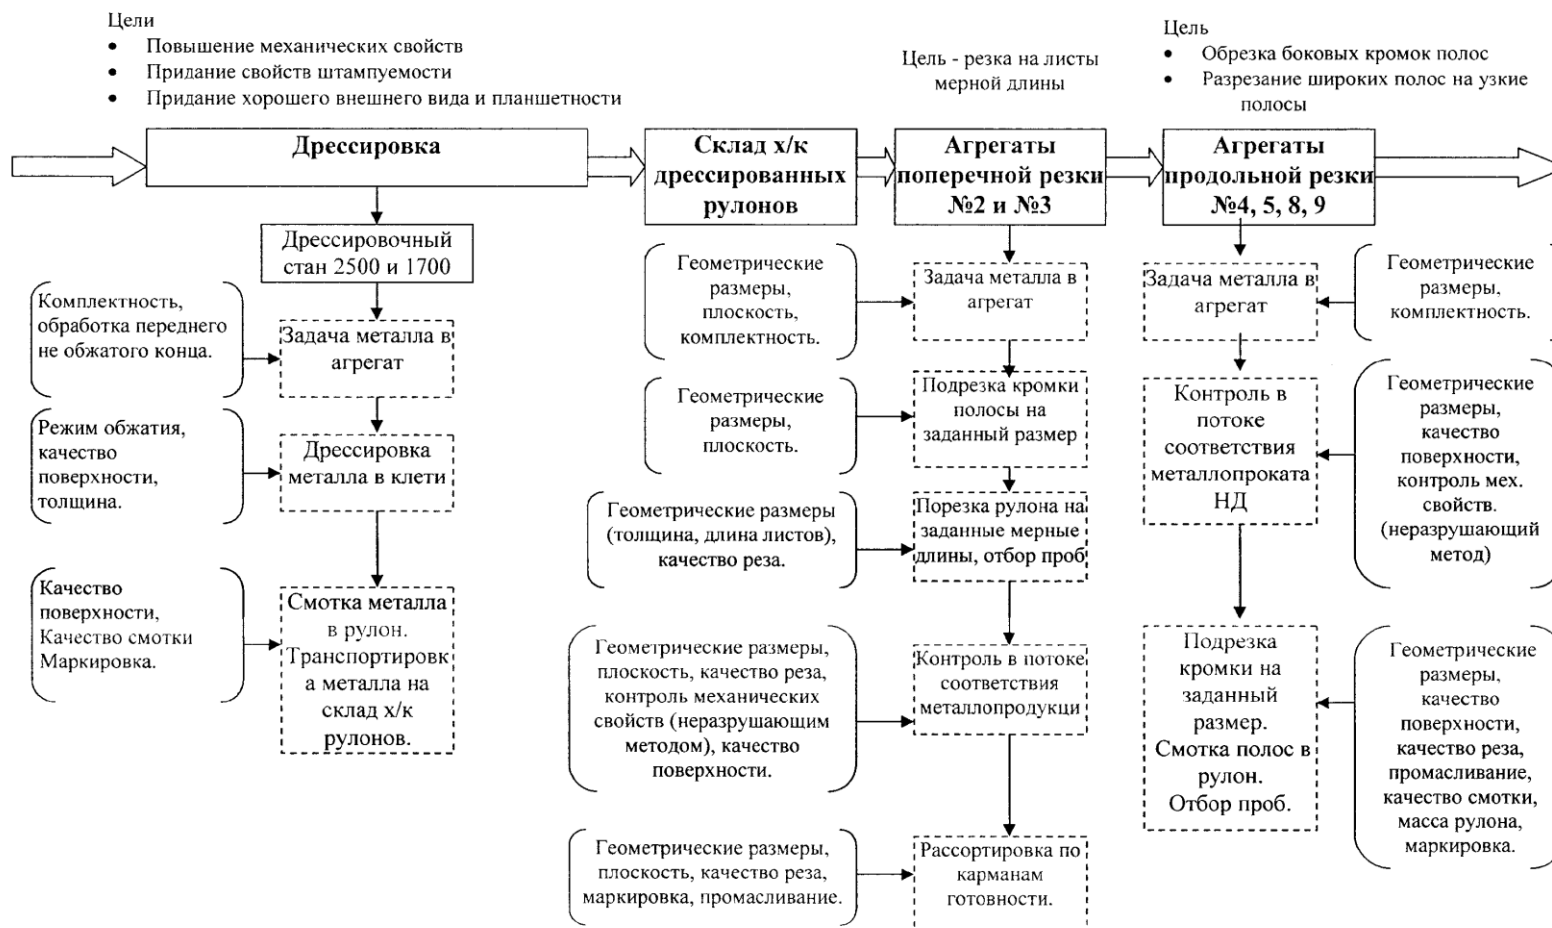 Цели
• Повышение механических свойств
• Придание свойств штампуемости
• Придание хорошего внешнего вида и планшетности
Цель - резка на листы
мерной длины
Цель
• Обрезка боковых кромок полос
• Разрезание широких полос на узкие
полосы
Дрессировка
Склад х/к
дрессированных
рулонов
Агрегаты
поперечной резки
№2 и №3
Агрегаты
продольной резки
№4, 5, 8, 9
Дрессировочный
стан 2500 и 1700
Комплектность,
обработка переднего
не обжатого конца.
Задача металла в
агрегат
Режим обжатия,
качество
поверхности,
толщина.
Дрессировка
металла в клети
Качество
поверхности,
Качество смотки
Маркировка.
Смотка металла
в рулон.
Транспортировк
а металла на
склад х/к
рулонов.
Геометрические
размеры,
плоскость,
комплектность.
Задача металла в
агрегат
Геометрические
размеры,
плоскость.
Подрезка кромки
полосы на
заданный размер
Геометрические размеры
(толщина, длина листов),
качество реза.
Порезка рулона на
заданные мерные
длины, отбор проб
Геометрические размеры,
плоскость, качество реза,
контроль механических
свойств (неразрушающим
методом), качество
поверхности.
Контроль в потоке
соответствия
металлопродукци
Геометрические размеры,
плоскость, качество реза,
маркировка, промасливание.
Рассортировка по
карманам
готовности.
Задача металла в
агрегат
Геометрические
размеры,
комплектность.
Контроль в
потоке
соответствия
металлопроката
НД
Геометрические
размеры,
качество
поверхности,
контроль мех.
свойств.
(неразрушающий
метод)
Подрезка
кромки на
заданный
размер.
Смотка полос в
рулон.
Отбор проб.
Геометрические
размеры,
качество
поверхности,
качество реза,
промасливание,
качество смотки,
масса рулона,
маркировка.